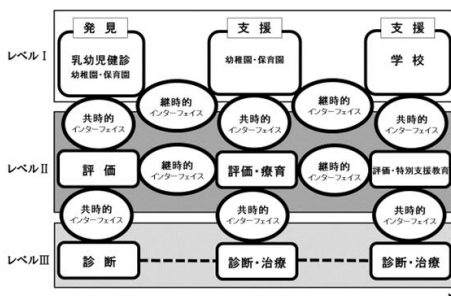 発 見
支 援
支 援
レベルⅠ
乳幼児健診
幼稚園・保育園
幼稚園・保育園
学 校
継時的
インターフェイス
継時的
インターフェイス
共時的
インターフェイス
共時的
インターフェイス
共時的
インターフェイス
レベルⅡ
評 価
継時的
インターフェイス
評価・療育
継時的
インターフェイス
評価・特別支援教育
共時的
インターフェイス
共時的
インターフェイス
共時的
インターフェイス
レベルⅢ
診 断
診断・治療
診断・治療